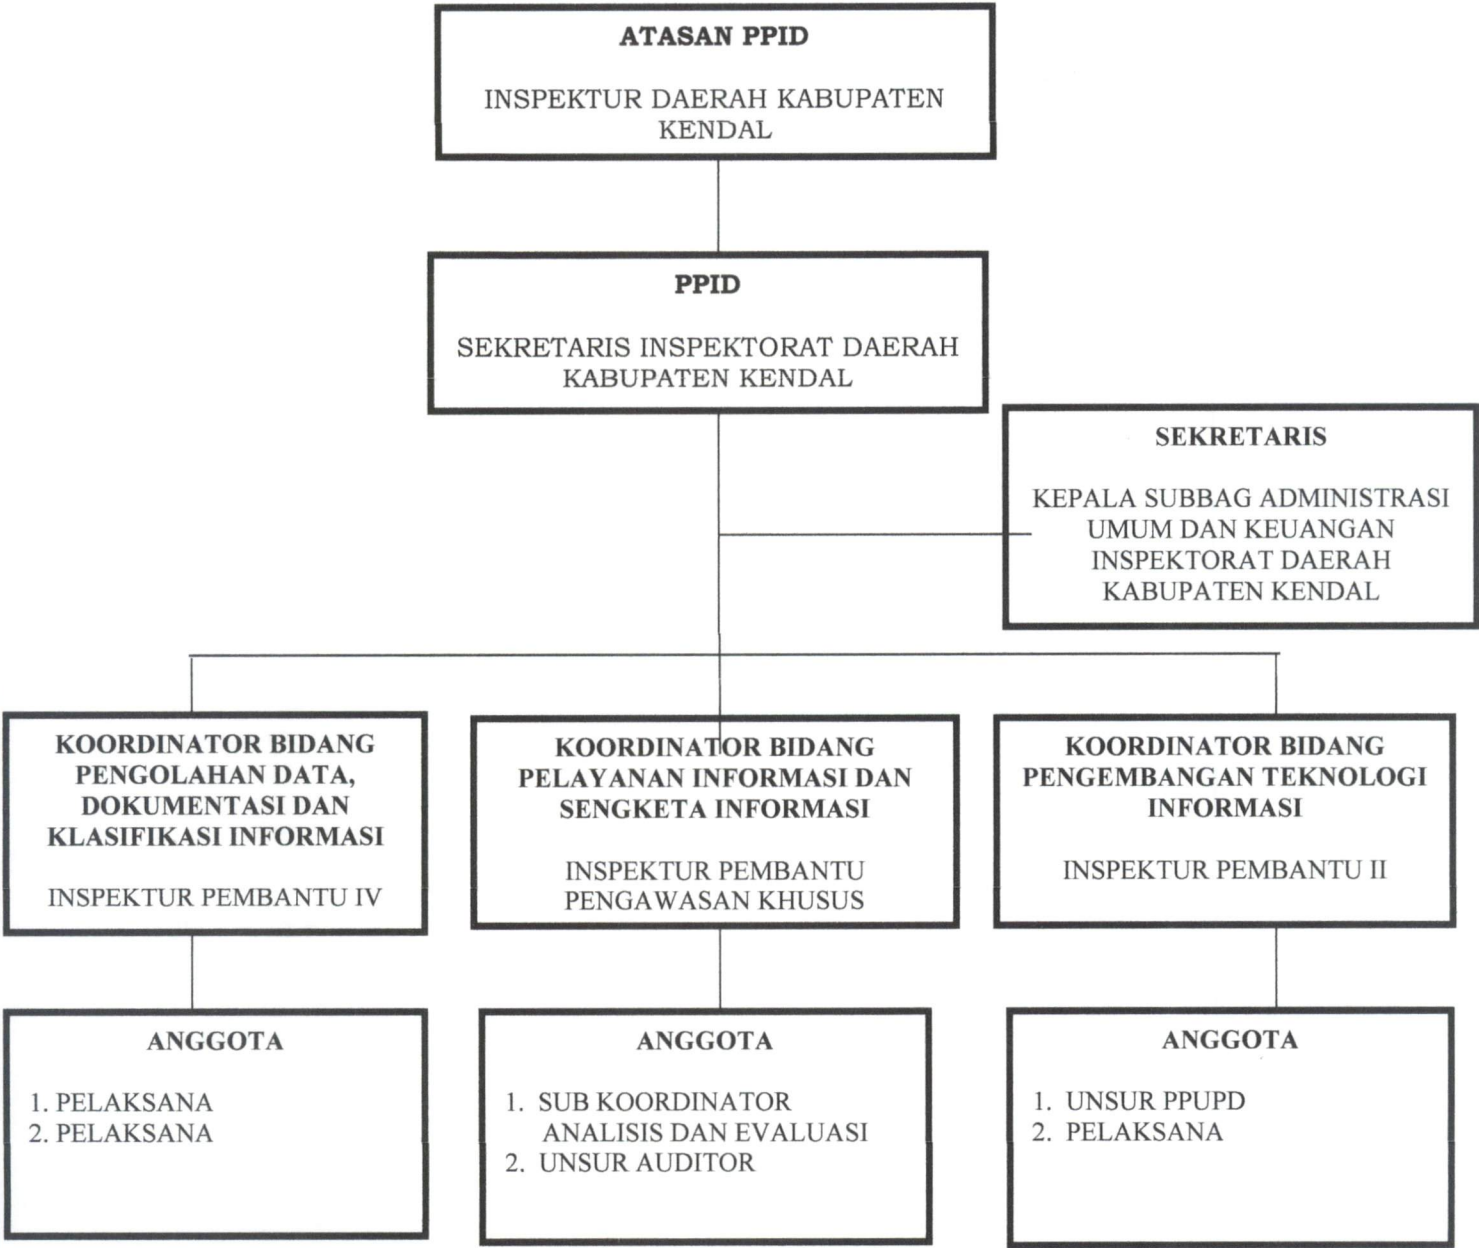 ATASAN PPID
INSPEKTUR DAERAH KABUPATEN
KENDAL
PPID
SEKRETARIS INSPEKTORAT DAERAH
KABUPATEN KENDAL
SEKRETARIS
KEPALA SUBBAG ADMINISTRASI
UMUM DAN KEUANGAN
INSPEKTORAT DAERAH
KABUPATEN KENDAL
KOORDINATOR BIDANG
PENGOLAHAN DATA,
DOKUMENTASI DAN
KLASIFIKASI INFORMASI
INSPEKTUR PEMBANTU IV
KOORDINATOR BIDANG
PELAYANAN INFORMASI DAN
SENGKETA INFORMASI
INSPEKTUR PEMBANTU
PENGAWASAN KHUSUS
KOORDINATOR BIDANG
PENGEMBANGAN TEKNOLOGI
INFORMASI
INSPEKTUR PEMBANTU II
ANGGOTA
1. PELAKSANA
2. PELAKSANA
ANGGOTA
1. SUB KOORDINATOR
ANALISIS DAN EVALUASI
2. UNSUR AUDITOR
ANGGOTA
1. UNSUR PPUPD
2. PELAKSANA